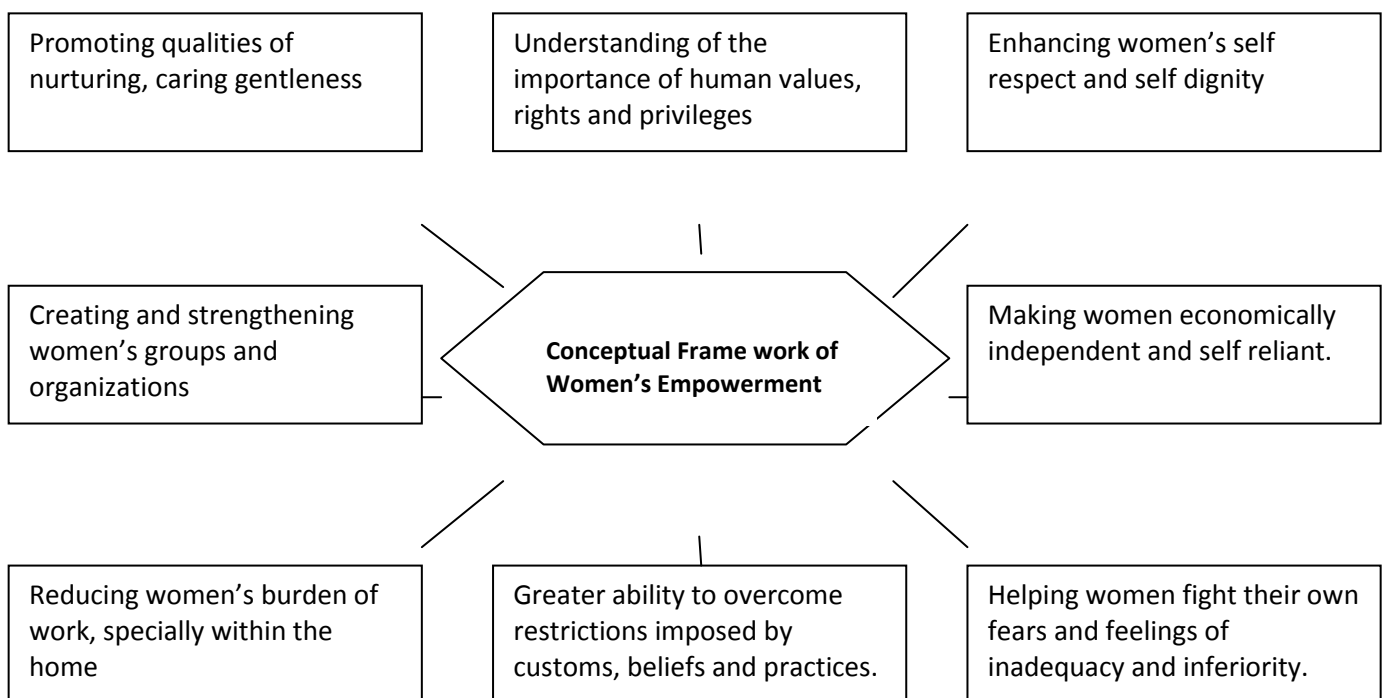 Promoting qualities of
nurturing, caring gentleness
Understanding of the
importance of human values,
rights and privileges
Enhancing women’s self
respect and self dignity
Creating and strengthening
women’s groups and
organizations
Conceptual Frame work of
Women’s Empowerment
Making women economically
independent and self reliant.
Reducing women’s burden of
work, specially within the
home
Greater ability to overcome
restrictions imposed by
customs, beliefs and practices.
Helping women fight their own
fears and feelings of
inadequacy and inferiority.